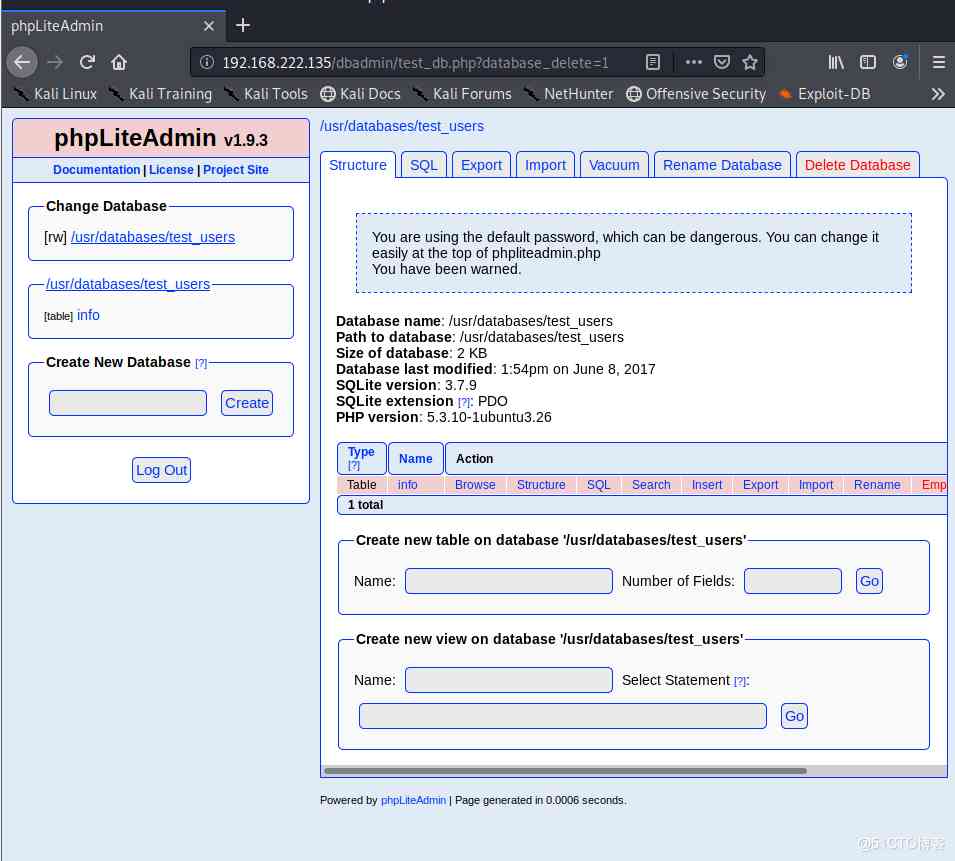 phpLiteAdmin
192.168.222.135/dbadmin/test_db.php?database_delete=1
Kali Linux Kali Training Kali Tools Kali Docs Kali Forums NetHunter Offensive Security Exploit-DB
phpLiteAdmin v1.9.3
Documentation | License | Project Site
Change Database
[rw] /usr/databases/test_users
/usr/databases/test_users
[table] info
Create New Database [?]
Create
Log Out
/usr/databases/test_users
Structure SQL Export Import Vacuum Rename Database Delete Database
You are using the default password, which can be dangerous. You can change it
easily at the top of phpliteadmin.php
You have been warned.
Database name: /usr/databases/test_users
Path to database: /usr/databases/test_users
Size of database: 2 KB
Database last modified: 1:54pm on June 8, 2017
SQLite version: 3.7.9
SQLite extension [?]: PDO
PHP version: 5.3.10-1ubuntu3.26
Type [?] Name Action
Table info Browse Structure SQL Search Insert Export Import Rename Emp
1 total
Create new table on database '/usr/databases/test_users'
Name: Number of Fields: Go
Create new view on database '/usr/databases/test_users'
Name: Select Statement [?]:
Go
Powered by phpLiteAdmin | Page generated in 0.0006 seconds.
@51CTO博客